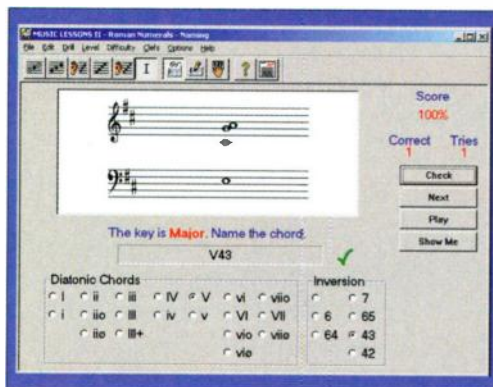 MUSIC LESSONS II - Roman Numerals - Naming
File Edit Drill Level Difficulty Clefs Options Help
I
?
Score
100%
Correct Tries
1 1
Check
Next
Play
Show Me
The key is Major. Name the chord:
V43
Diatonic Chords
I ii iii IV V vi viio
i iio III iv v VI VII
iiø III+ vio viiø
viø
Inversion
7
6 65
64 43
42